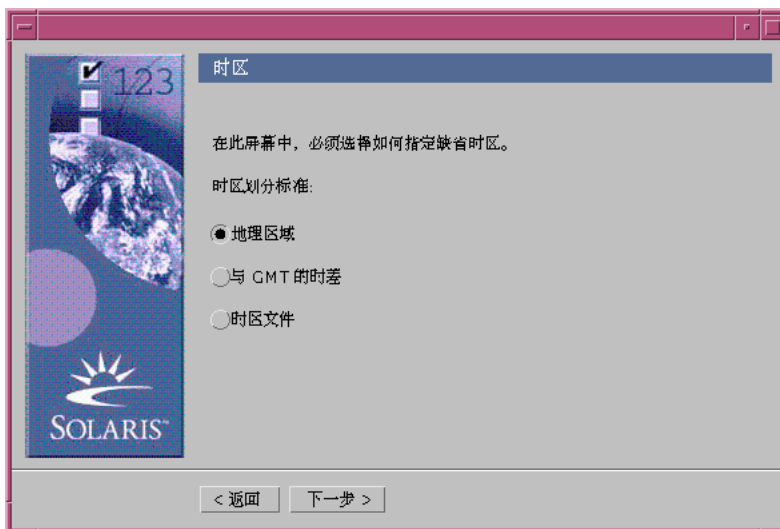 123
时区
在此屏幕中，必须选择如何指定缺省时区。
时区划分标准:
地理区域
与 GMT 的时差
时区文件
SOLARIS™
< 返回
下一步 >